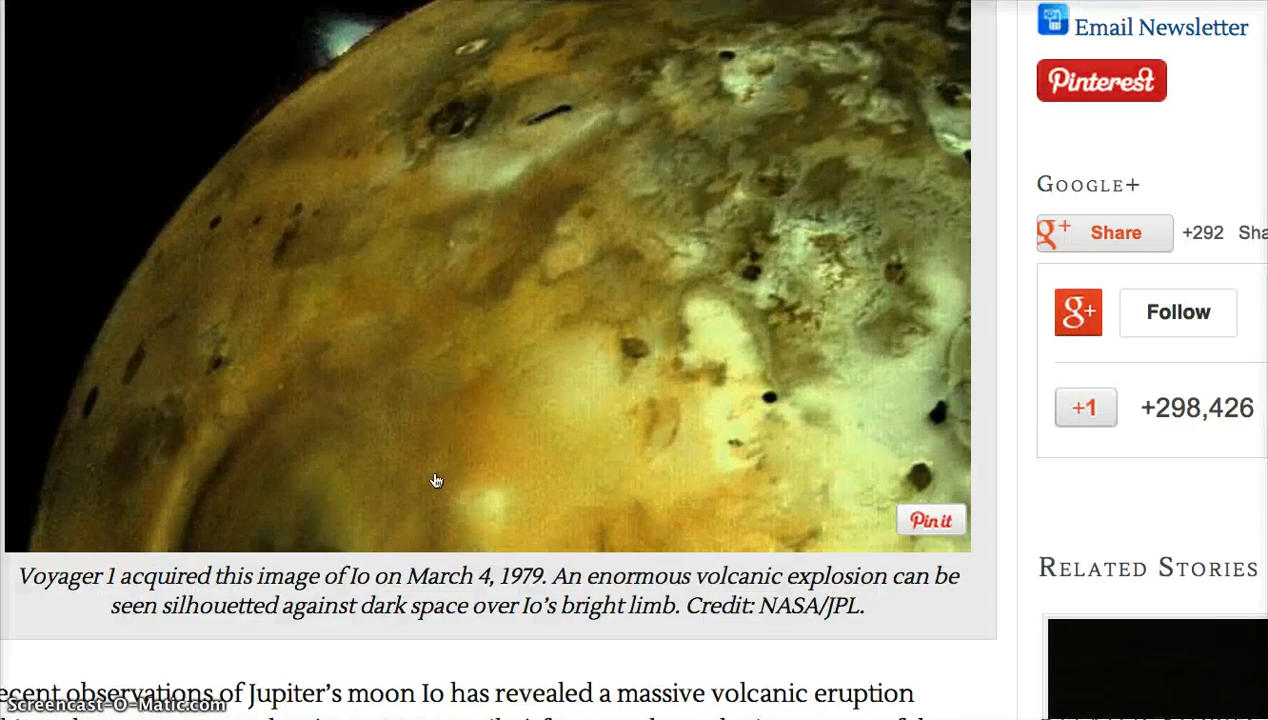 Email Newsletter
Pinterest
Google+
g+ Share +292 Sha
g+ Follow
+1 +298,426
Pin it
Voyager 1 acquired this image of Io on March 4, 1979. An enormous volcanic explosion can be
seen silhouetted against dark space over Io's bright limb. Credit: NASA/JPL.
Related Stories
ecent observations of Jupiter's moon Io has revealed a massive volcanic eruption
Screencast-O-Matic.com